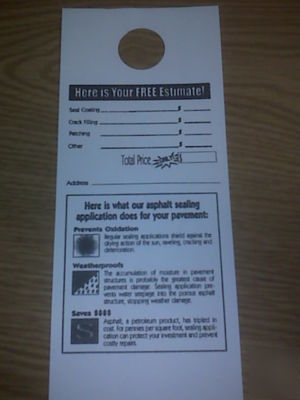 Here is Your FREE Estimate!
Seal Coating $
Crack Filling $
Patching $
Other $
Total Price
Address
Here is what our asphalt sealing
application does for your pavement:
Prevents Oxidation
Regular sealing applications shield against the
drying action of the sun, raveling, cracking and
deterioration.
Weatherproofs
The accumulation of moisture in pavement
structures is probably the greatest cause of
pavement damage. Sealing application pre-
vents water seepage into the porous asphalt
structure, stopping weather damage.
Saves $$$$
Asphalt, a petroleum product, has tripled in
cost. For pennies per square foot, sealing appli-
cation can protect your investment and prevent
costly repairs.